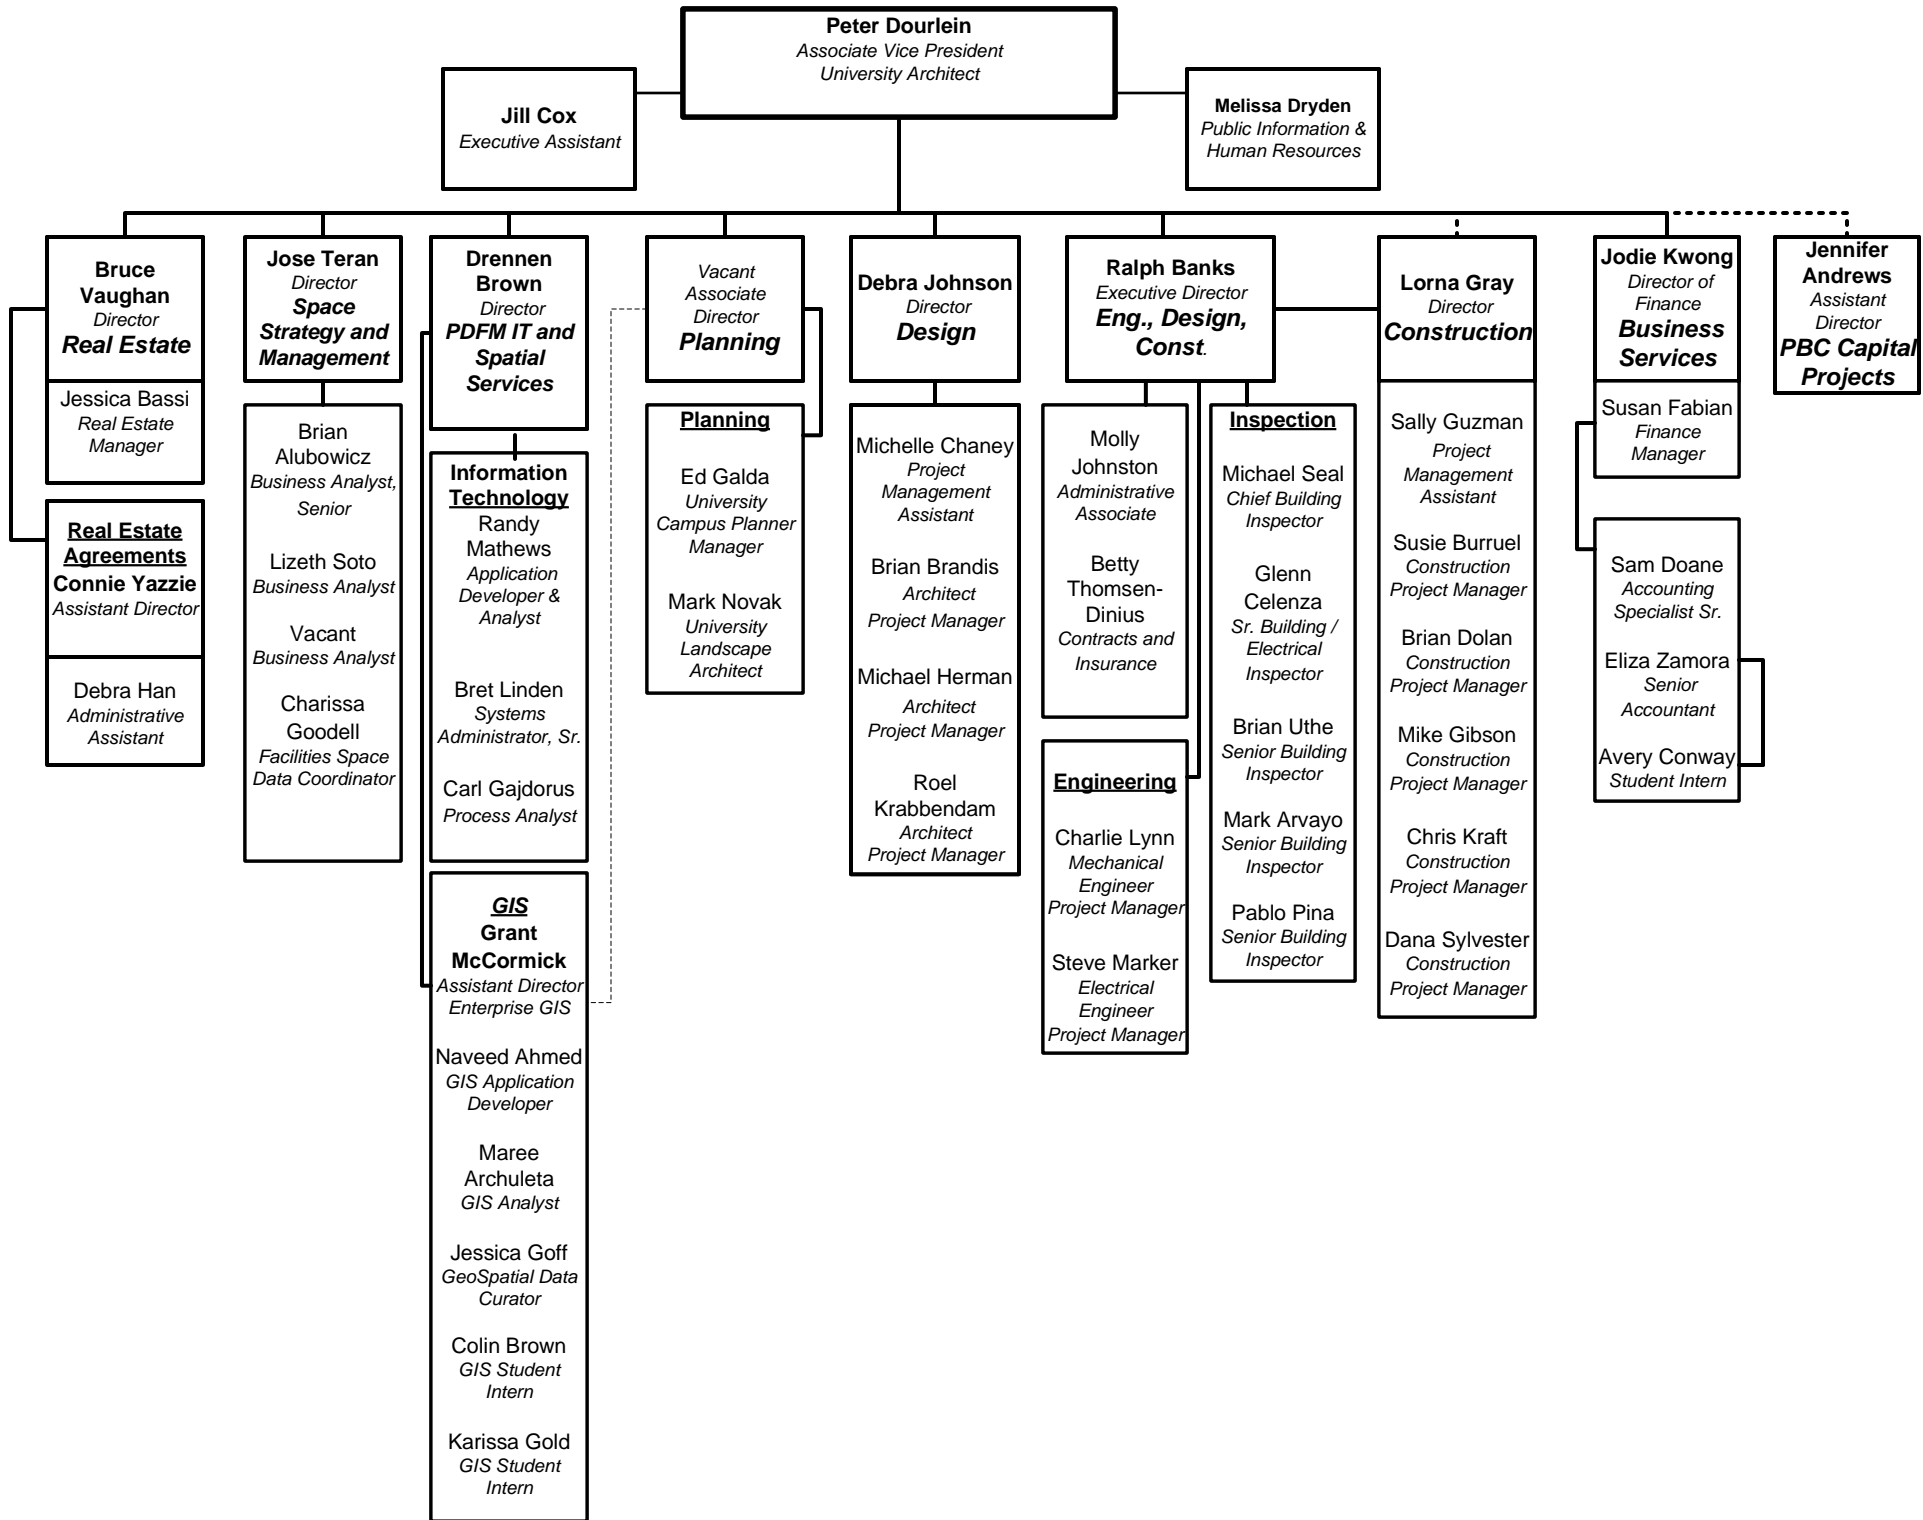 Peter Dourlein
Associate Vice President
University Architect
Jill Cox
Executive Assistant
Melissa Dryden
Public Information &
Human Resources
Bruce
Vaughan
Director
Real Estate
Jessica Bassi
Real Estate
Manager
Real Estate
Agreements
Connie Yazzie
Assistant Director
Debra Han
Administrative
Assistant
Jose Teran
Director
Space
Strategy and
Management
Brian
Alubowicz
Business Analyst,
Senior
Lizeth Soto
Business Analyst
Vacant
Business Analyst
Charissa
Goodell
Facilities Space
Data Coordinator
Drennen
Brown
Director
PDFM IT and
Spatial
Services
Information
Technology
Randy
Mathews
Application
Developer &
Analyst
Bret Linden
Systems
Administrator, Sr.
Carl Gajdorus
Process Analyst
GIS
Grant
McCormick
Assistant Director
Enterprise GIS
Naveed Ahmed
GIS Application
Developer
Maree
Archuleta
GIS Analyst
Jessica Goff
GeoSpatial Data
Curator
Colin Brown
GIS Student
Intern
Karissa Gold
GIS Student
Intern
Vacant
Associate
Director
Planning
Planning
Ed Galda
University
Campus Planner
Manager
Mark Novak
University
Landscape
Architect
Debra Johnson
Director
Design
Michelle Chaney
Project
Management
Assistant
Brian Brandis
Architect
Project Manager
Michael Herman
Architect
Project Manager
Roel
Krabbendam
Architect
Project Manager
Ralph Banks
Executive Director
Eng., Design,
Const.
Molly
Johnston
Administrative
Associate
Betty
Thomsen-
Dinius
Contracts and
Insurance
Engineering
Charlie Lynn
Mechanical
Engineer
Project Manager
Steve Marker
Electrical
Engineer
Project Manager
Inspection
Michael Seal
Chief Building
Inspector
Glenn
Celenza
Sr. Building /
Electrical
Inspector
Brian Uthe
Senior Building
Inspector
Mark Arvayo
Senior Building
Inspector
Pablo Pina
Senior Building
Inspector
Lorna Gray
Director
Construction
Sally Guzman
Project
Management
Assistant
Susie Burruel
Construction
Project Manager
Brian Dolan
Construction
Project Manager
Mike Gibson
Construction
Project Manager
Chris Kraft
Construction
Project Manager
Dana Sylvester
Construction
Project Manager
Jodie Kwong
Director of
Finance
Business
Services
Susan Fabian
Finance
Manager
Sam Doane
Accounting
Specialist Sr.
Eliza Zamora
Senior
Accountant
Avery Conway
Student Intern
Jennifer
Andrews
Assistant
Director
PBC Capital
Projects